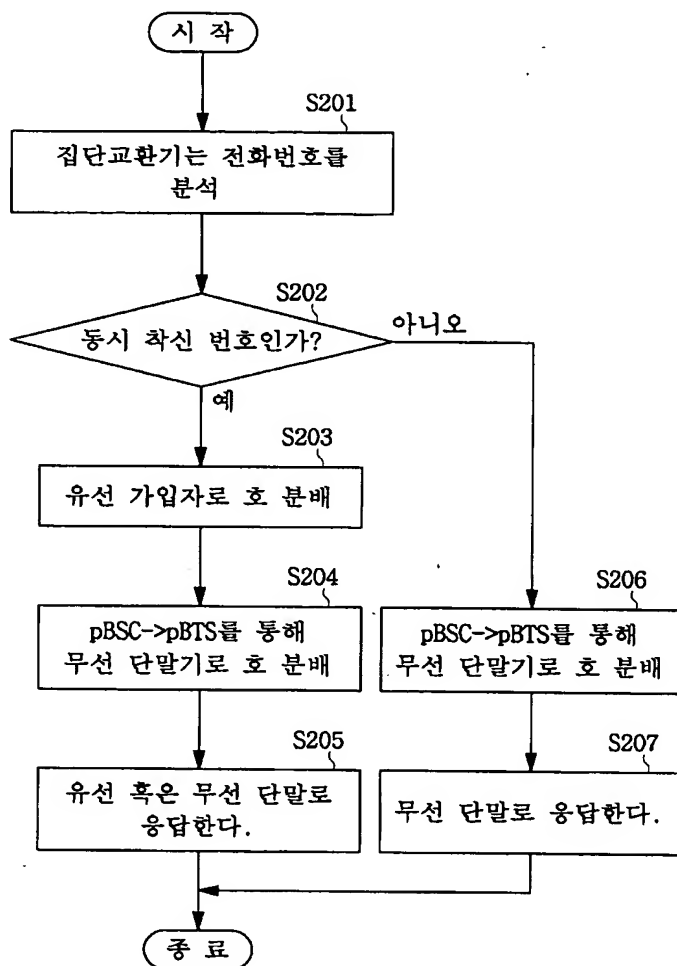 시 작
S201
집단교환기는 전화번호를
분석
S202
동시 착신 번호인가?
아니오
예
S203
유선 가입자로 호 분배
S204
pBSC->pBTS를 통해
무선 단말기로 호 분배
S206
pBSC->pBTS를 통해
무선 단말기로 호 분배
S205
유선 혹은 무선 단말로
응답한다.
S207
무선 단말로 응답한다.
종 료